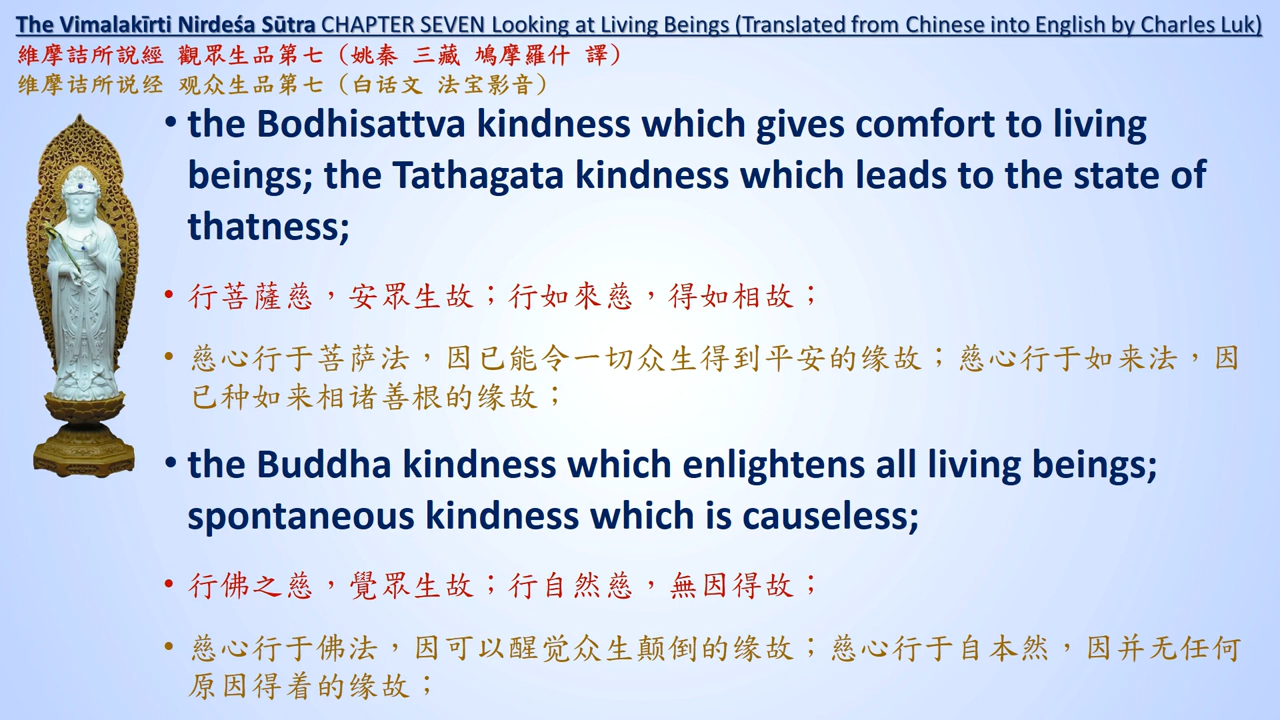 The Vimalakīrti Nirdeśa Sūtra CHAPTER SEVEN Looking at Living Beings (Translated from Chinese into English by Charles Luk)
維摩詰所說經 觀眾生品第七（姚秦 三藏 鳩摩羅什 譯）
维摩诘所说经 观众生品第七（白话文 法宝影音）
• the Bodhisattva kindness which gives comfort to living
beings; the Tathagata kindness which leads to the state of
thatness;
• 行菩薩慈，安眾生故；行如來慈，得如相故；
• 慈心行于菩萨法，因已能令一切众生得到平安的缘故；慈心行于如来法，因
已种如来相诸善根的缘故；
• the Buddha kindness which enlightens all living beings;
spontaneous kindness which is causeless;
• 行佛之慈，覺眾生故；行自然慈，無因得故；
• 慈心行于佛法，因可以醒觉众生颠倒的缘故；慈心行于自本然，因并无任何
原因得着的缘故；